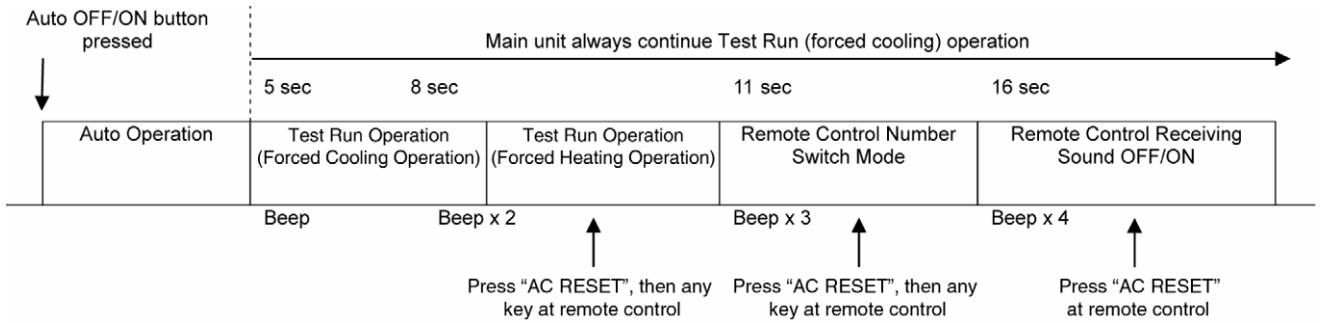 Auto OFF/ON button
pressed
Main unit always continue Test Run (forced cooling) operation
5 sec
8 sec
11 sec
16 sec
Auto Operation
Test Run Operation
(Forced Cooling Operation)
Test Run Operation
(Forced Heating Operation)
Remote Control Number
Switch Mode
Remote Control Receiving
Sound OFF/ON
Beep
Beep x 2
Beep x 3
Beep x 4
Press “AC RESET”, then any
key at remote control
Press “AC RESET”, then any
key at remote control
Press “AC RESET”
at remote control